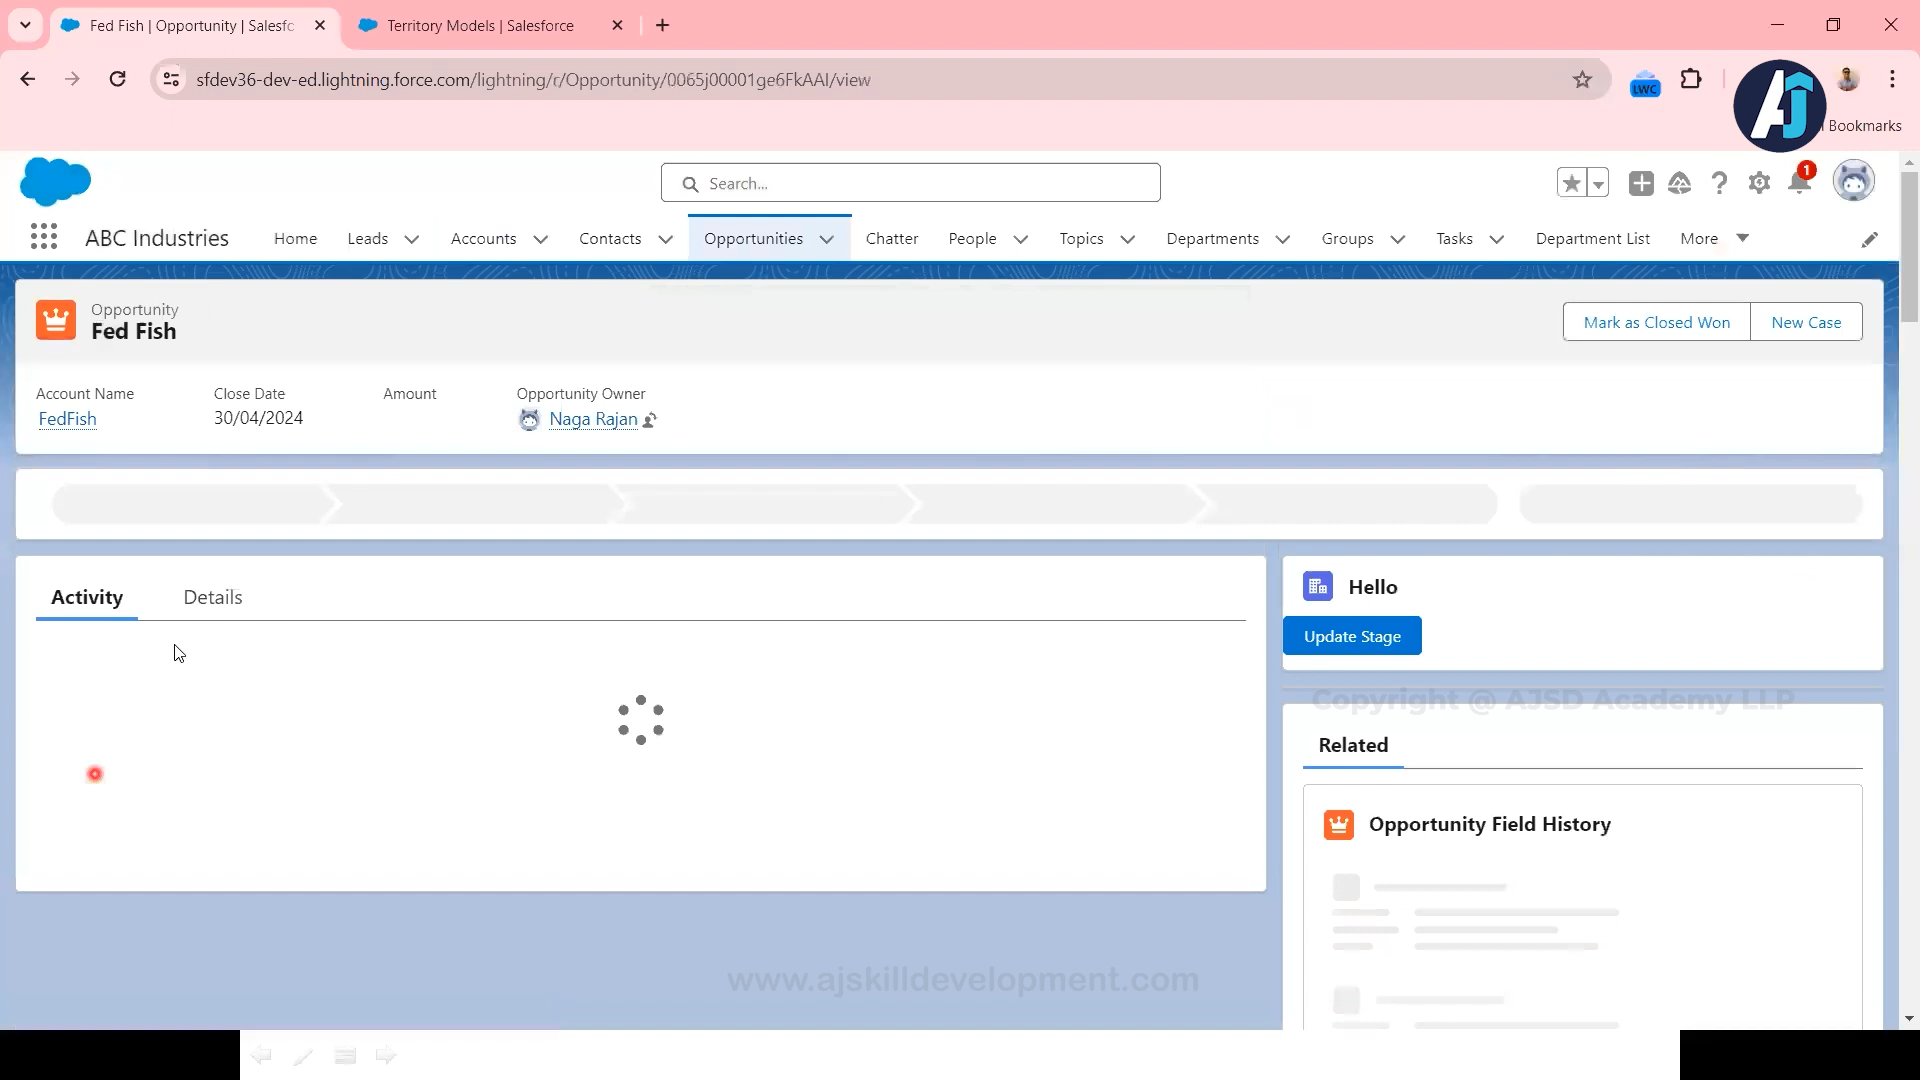 Fed Fish | Opportunity | Salesfc
Territory Models | Salesforce
sfdev36-dev-ed.lightning.force.com/lightning/r/Opportunity/0065j00001ge6FkAAI/view
LWC
AJ
Bookmarks
Search...
1
ABC Industries
Home
Leads
Accounts
Contacts
Opportunities
Chatter
People
Topics
Departments
Groups
Tasks
Department List
More
Opportunity
Fed Fish
Mark as Closed Won
New Case
Account Name
Close Date
Amount
Opportunity Owner
FedFish
30/04/2024
Naga Rajan
Activity
Details
Hello
Update Stage
Copyright @ AJSD Academy LLP
Related
Opportunity Field History
www.ajskilldevelopment.com